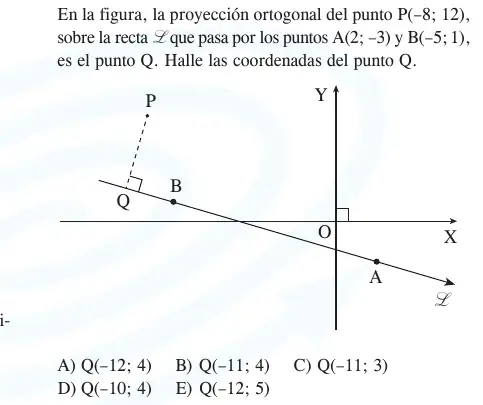 En la figura, la proyección ortogonal del punto P(–8; 12),
sobre la recta ℒ que pasa por los puntos A(2; –3) y B(–5; 1),
es el punto Q. Halle las coordenadas del punto Q.
P
Y
B
Q
O
X
A
ℒ
i-
A) Q(–12; 4) B) Q(–11; 4) C) Q(–11; 3)
D) Q(–10; 4) E) Q(–12; 5)